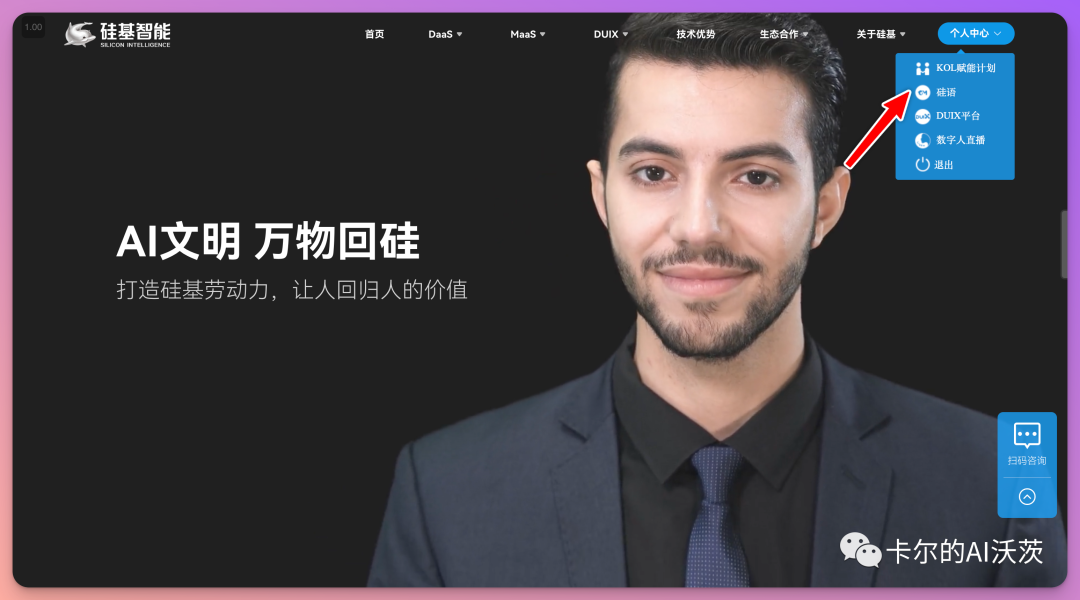 1.00
硅基智能
SILICON INTELLIGENCE
首页 DaaS MaaS DUIX 技术优势 生态合作 关于硅基 个人中心
KOL赋能计划
硅语
DUIX平台
数字人直播
退出
AI文明 万物回硅
打造硅基劳动力，让人回归人的价值
扫码咨询
卡尔的AI沃茨